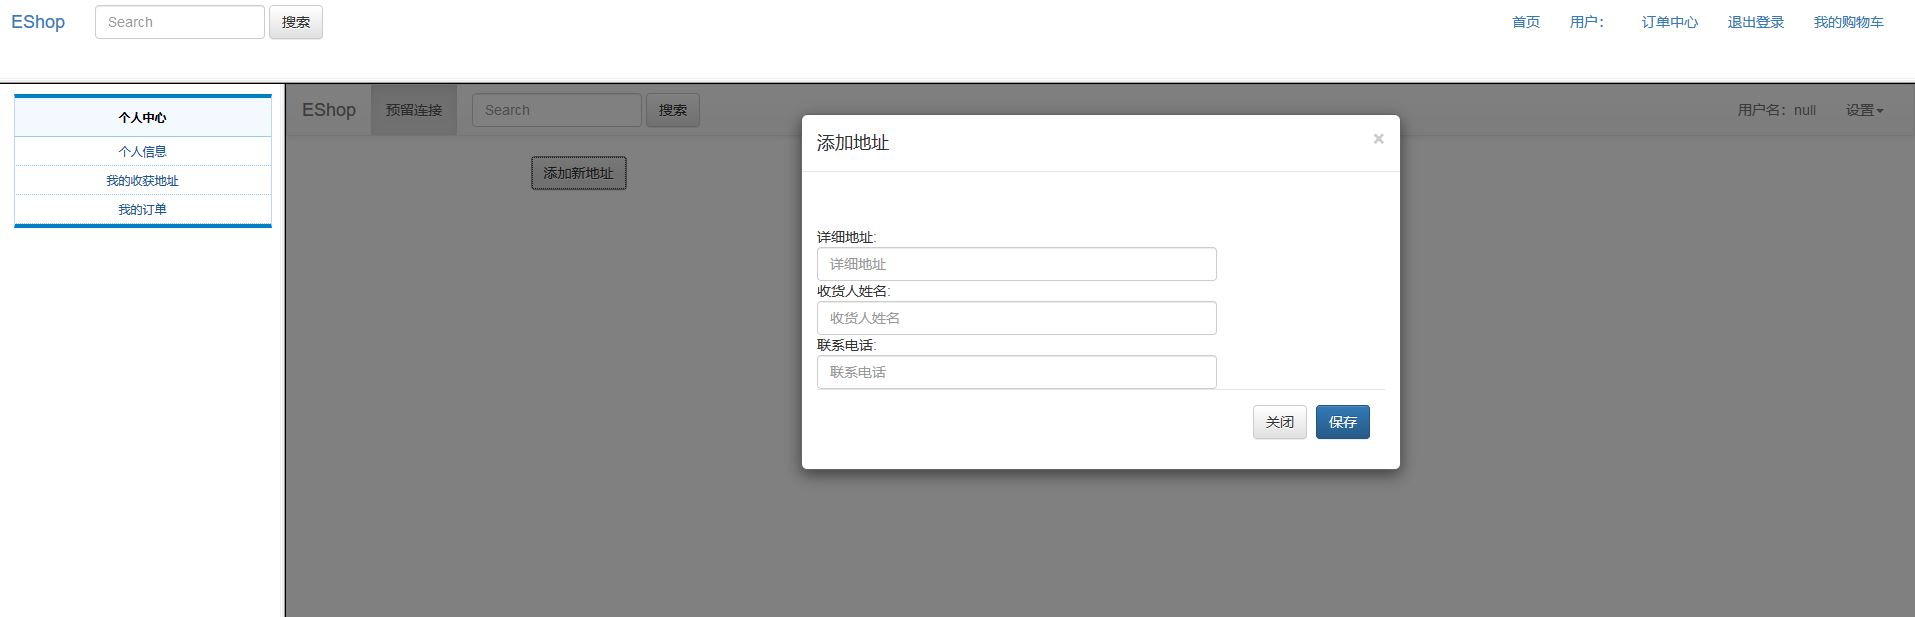 EShop Search 搜索 首页 用户： 订单中心 退出登录 我的购物车
个人中心
个人信息
我的收获地址
我的订单
EShop 预留连接 Search 搜索 用户名：null 设置
添加新地址
添加地址 ×
详细地址:
详细地址
收货人姓名:
收货人姓名
联系电话:
联系电话
关闭 保存